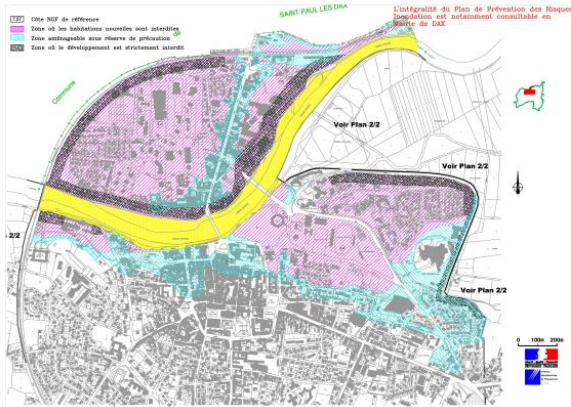 SAINT PAUL LES DAX
L'intégralité du Plan de Prévention des Risques
Inondation est notamment consultable en
Mairie de DAX
Côte NGF de référence
Zone où les habitations nouvelles sont interdites
Zone aménageable sous réserve de précaution
Zone où le développement est strictement interdit
de
Commune
Voir Plan 2/2
Voir Plan 2/2
Voir Plan 2/2
2/2
0 100m 200m